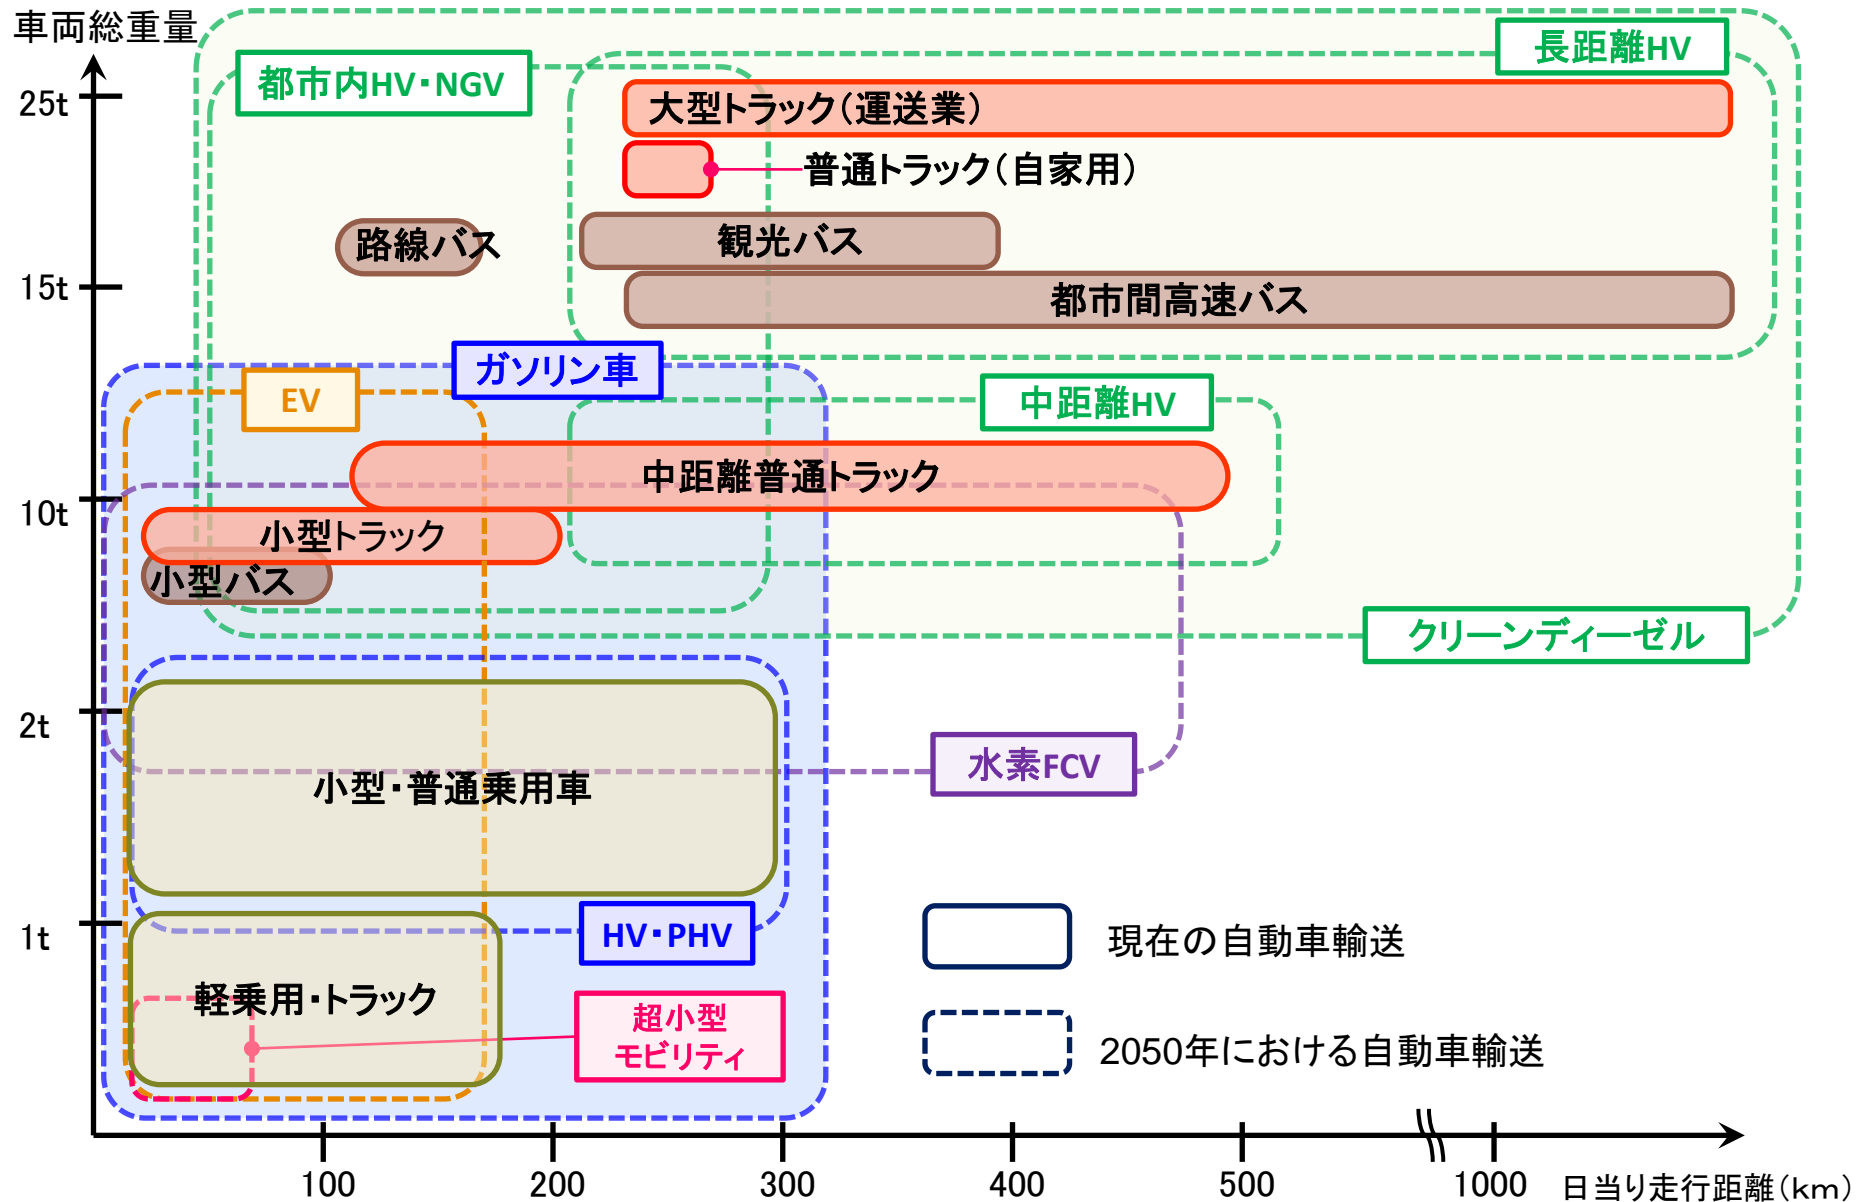 車両総重量
長距離HV
都市内HV・NGV
25t
大型トラック(運送業)
普通トラック(自家用)
路線バス
観光バス
15t
都市間高速バス
ガソリン車
EV
中距離HV
中距離普通トラック
10t
小型トラック
小型バス
クリーンディーゼル
2t
水素FCV
小型・普通乗用車
1t
HV・PHV
現在の自動車輸送
軽乗用・トラック
超小型
モビリティ
2050年における自動車輸送
100
200
300
400
500
1000
日当り走行距離(km)